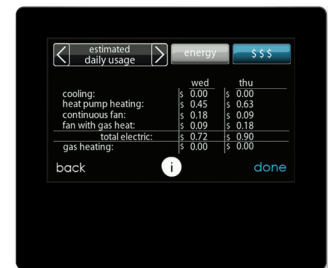 estimated
daily usage
energy
$ $ $
wed thu
cooling: $ 0.00 $ 0.00
heat pump heating: $ 0.45 $ 0.63
continuous fan: $ 0.18 $ 0.09
fan with gas heat: $ 0.09 $ 0.18
total electric: $ 0.72 $ 0.90
gas heating: $ 0.00 $ 0.00
back i done